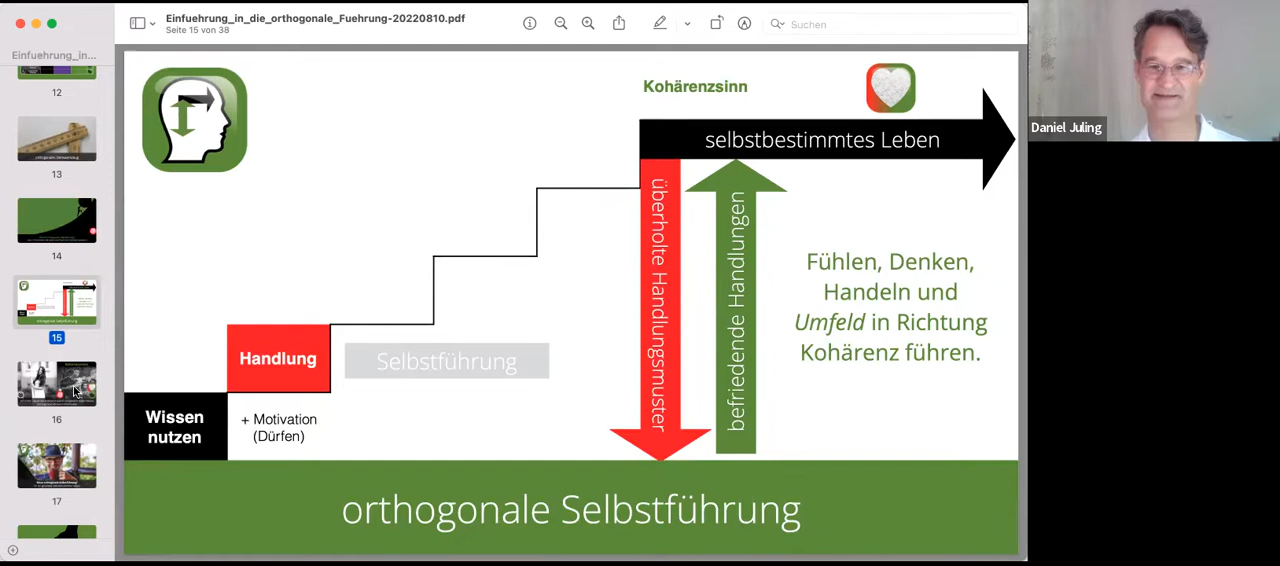 Einfuehrung_in_die_orthogonale_Fuehrung-20220810.pdf
Seite 15 von 38
Suchen
Einfuehrung_in_...
12
13
14
15
16
17
Kohärenzsinn
selbstbestimmtes Leben
überholte Handlungsmuster
befriedende Handlungen
Fühlen, Denken,
Handeln und
Umfeld in Richtung
Kohärenz führen.
Handlung
Selbstführung
Wissen
nutzen
+ Motivation
(Dürfen)
orthogonale Selbstführung
Daniel Juling